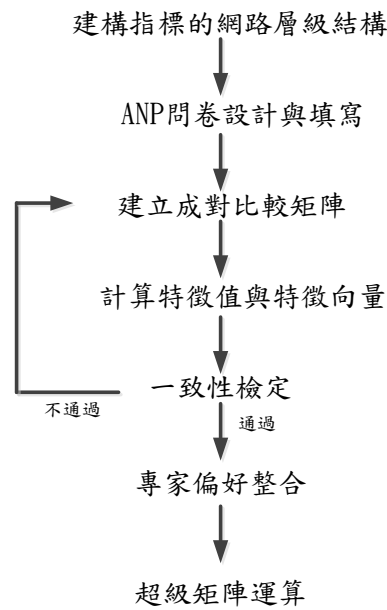 建構指標的網路層級結構
ANP問卷設計與填寫
建立成對比較矩陣
計算特徵值與特徵向量
一致性檢定
不通過
通過
專家偏好整合
超級矩陣運算